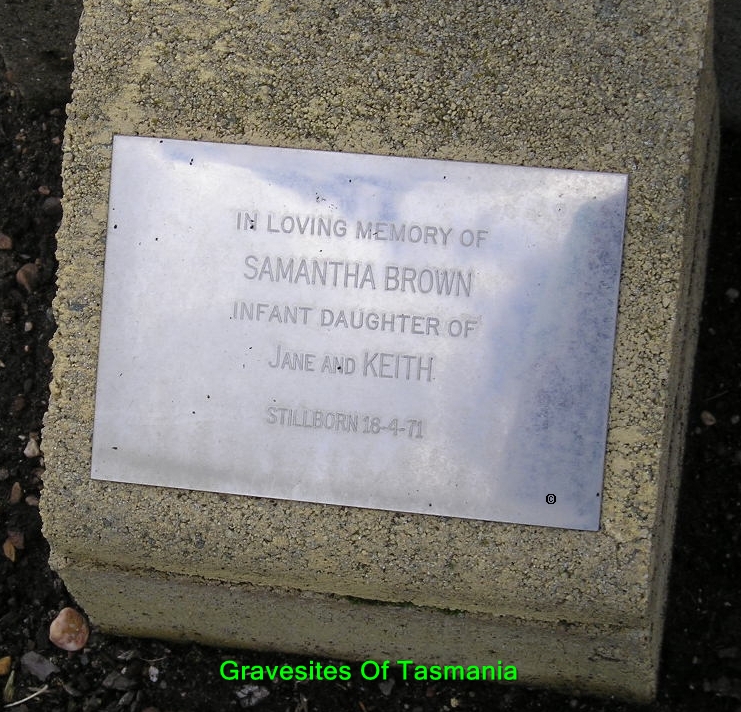 IN LOVING MEMORY OF
SAMANTHA BROWN
INFANT DAUGHTER OF
JANE AND KEITH
STILLBORN 18-4-71
©
Gravesites Of Tasmania